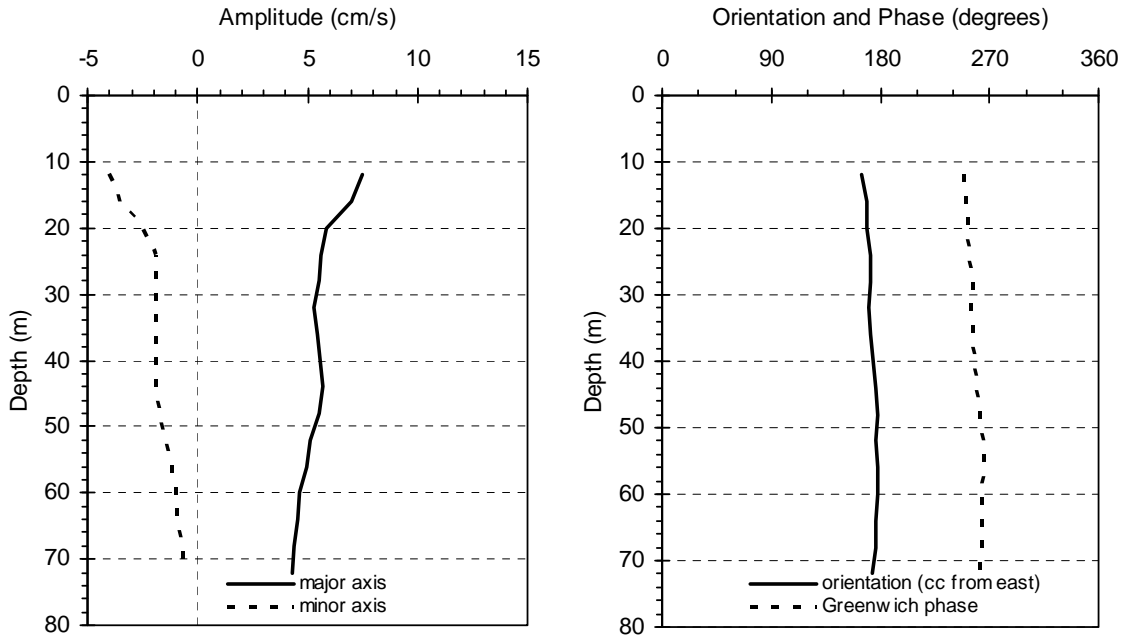 Amplitude (cm/s)
-5 0 5 10 15
0
10
20
30
40
50
60
70
80
Depth (m)
major axis
minor axis
Orientation and Phase (degrees)
0 90 180 270 360
0
10
20
30
40
50
60
70
80
Depth (m)
orientation (cc from east)
Greenwich phase